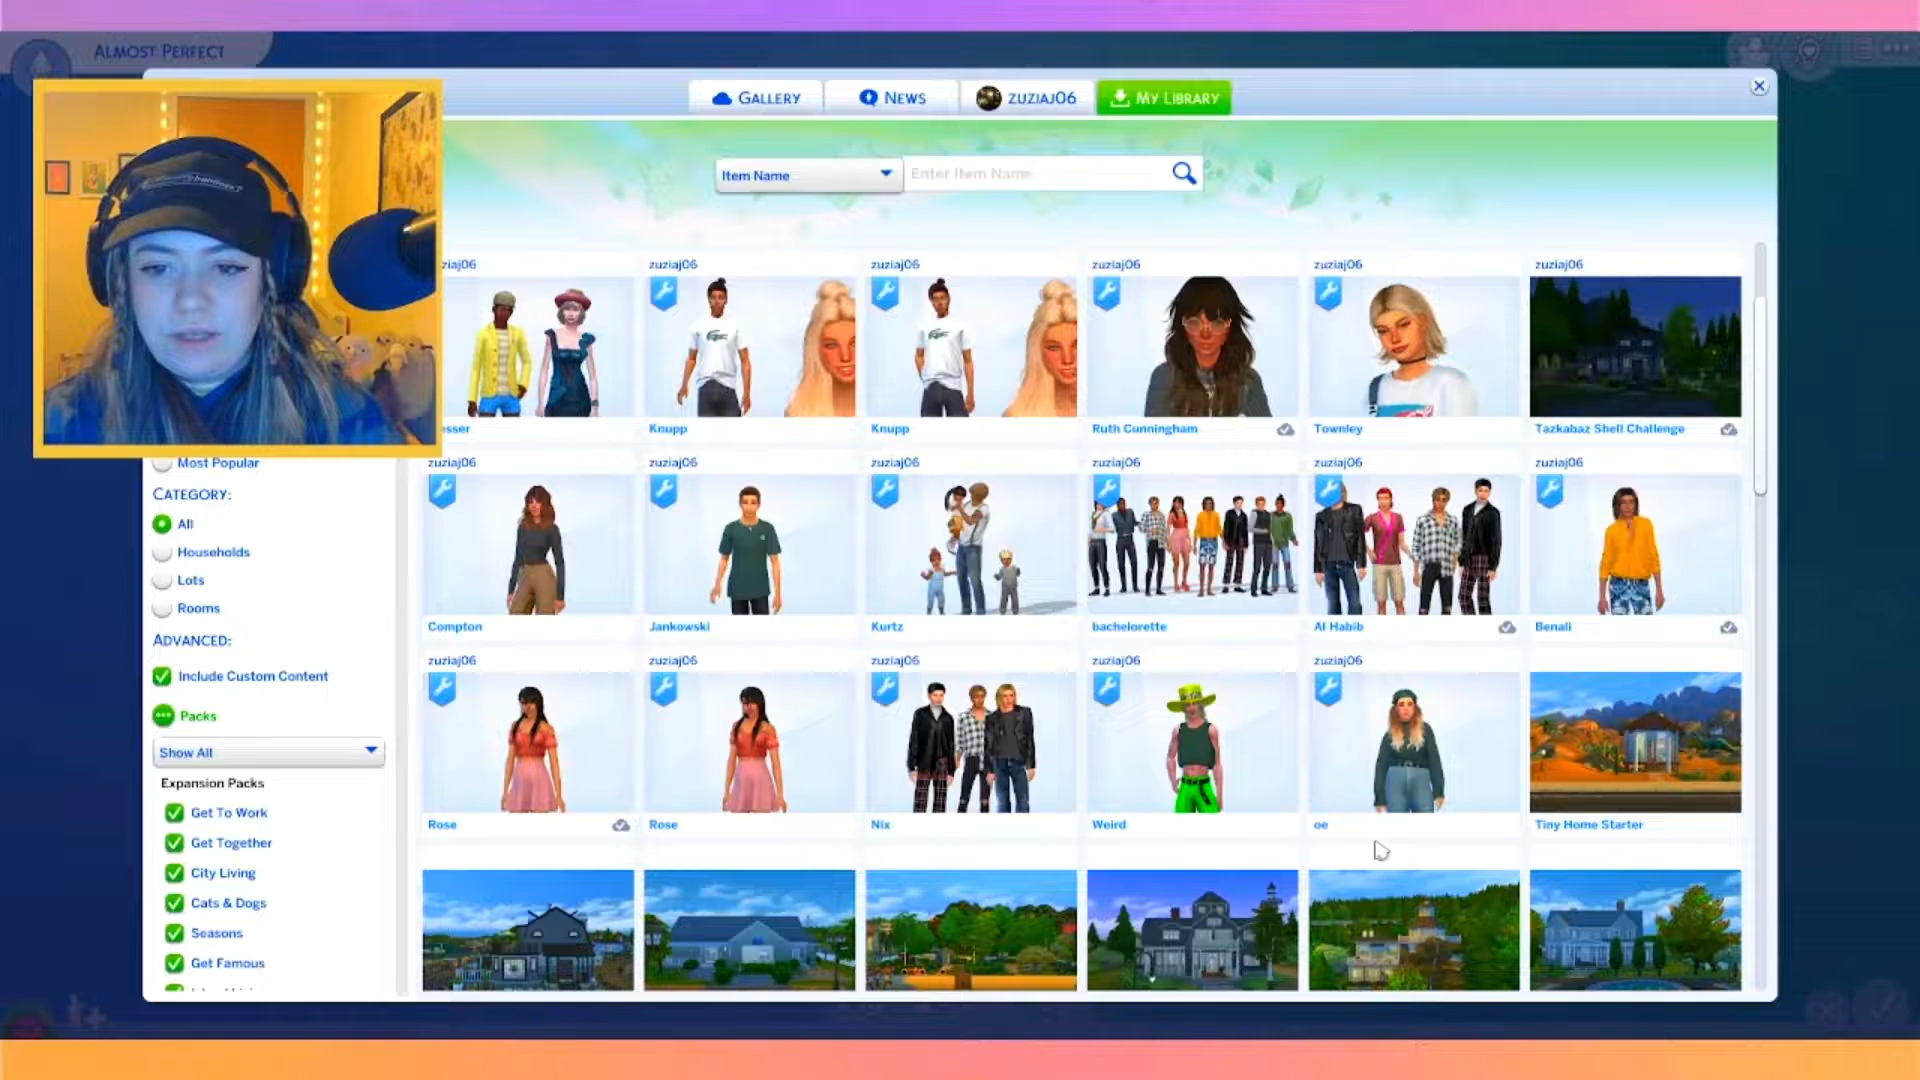 ALMOST PERFECT
GALLERY
NEWS
ZUZIAJ06
MY LIBRARY
Item Name
Enter Item Name
ziaj06
zuziaj06
zuziaj06
zuziaj06
zuziaj06
zuziaj06
sser
Knupp
Knupp
Ruth Cunningham
Townley
Tazkabaz Shell Challenge
Most Popular
CATEGORY:
All
Households
Lots
Rooms
ADVANCED:
Include Custom Content
Packs
Show All
Expansion Packs
Get To Work
Get Together
City Living
Cats & Dogs
Seasons
Get Famous
zuziaj06
zuziaj06
zuziaj06
zuziaj06
zuziaj06
zuziaj06
Compton
Jankowski
Kurtz
bachelorette
Al Habib
Benali
zuziaj06
zuziaj06
zuziaj06
zuziaj06
zuziaj06
Rose
Rose
Nix
Weird
oe
Tiny Home Starter